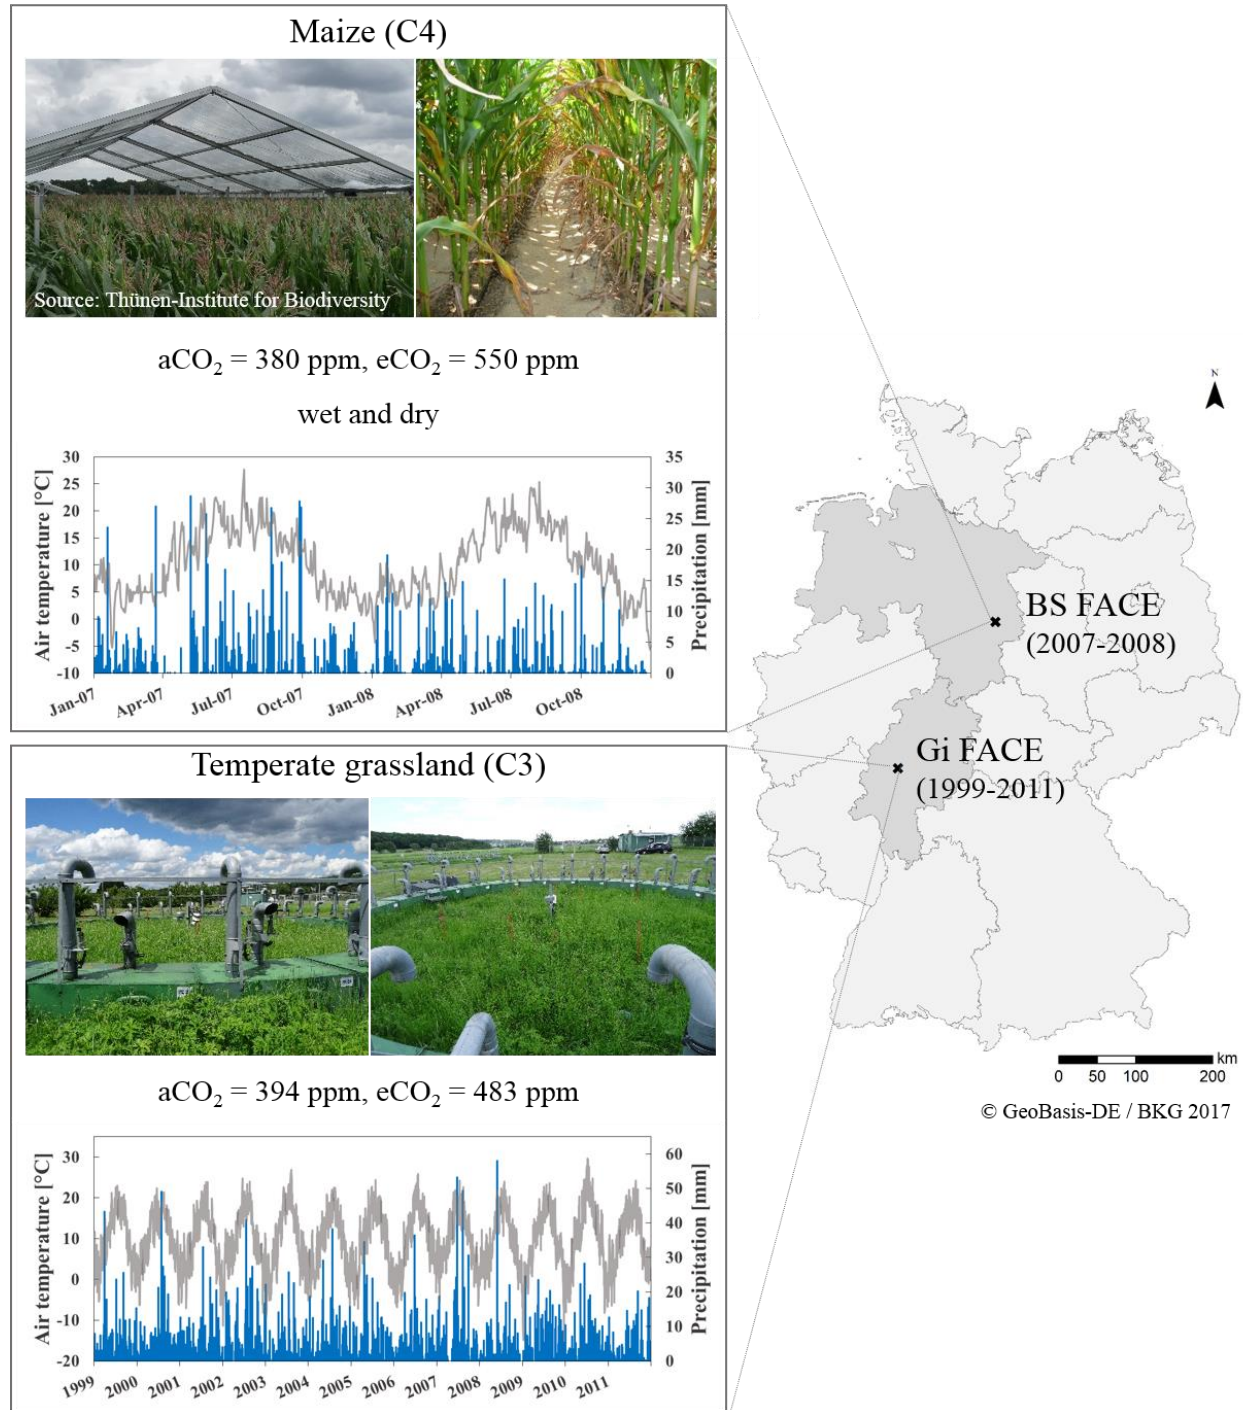 Maize (C4)
Source: Thünen-Institute for Biodiversity
aCO₂ = 380 ppm, eCO₂ = 550 ppm
wet and dry
Air temperature [°C]
30
25
20
15
10
5
0
-5
-10
Precipitation [mm]
35
30
25
20
15
10
5
0
Jan-07
Apr-07
Jul-07
Oct-07
Jan-08
Apr-08
Jul-08
Oct-08
Temperate grassland (C3)
aCO₂ = 394 ppm, eCO₂ = 483 ppm
Air temperature [°C]
30
20
10
0
-10
-20
Precipitation [mm]
60
50
40
30
20
10
0
1999
2000
2001
2002
2003
2004
2005
2006
2007
2008
2009
2010
2011
N
BS FACE
(2007-2008)
Gi FACE
(1999-2011)
km
0 50 100 200
© GeoBasis-DE / BKG 2017